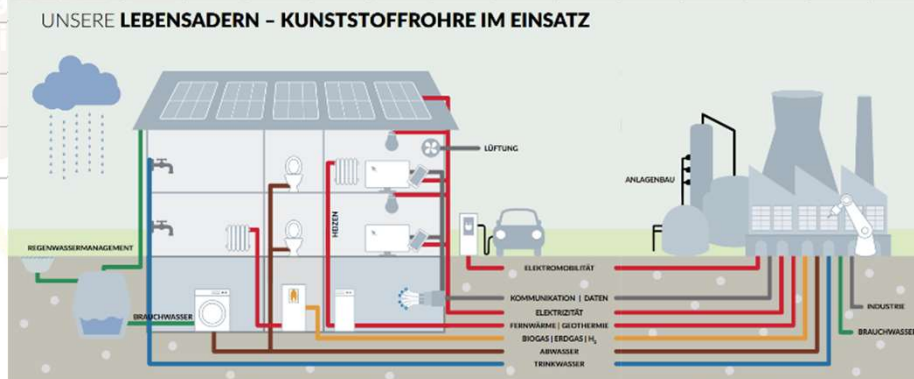 UNSERE LEBENSADERN – KUNSTSTOFFROHRE IM EINSATZ
LÜFTUNG
ANLAGENBAU
HEIZEN
REGENWASSERMANAGEMENT
ELEKTROMOBILITÄT
KOMMUNIKATION | DATEN
INDUSTRIE
ELEKTRIZITÄT
BRAUCHWASSER
FERNWÄRME | GEOTHERMIE
BRAUCHWASSER
BIOGAS | ERDGAS | H₂
ABWASSER
TRINKWASSER